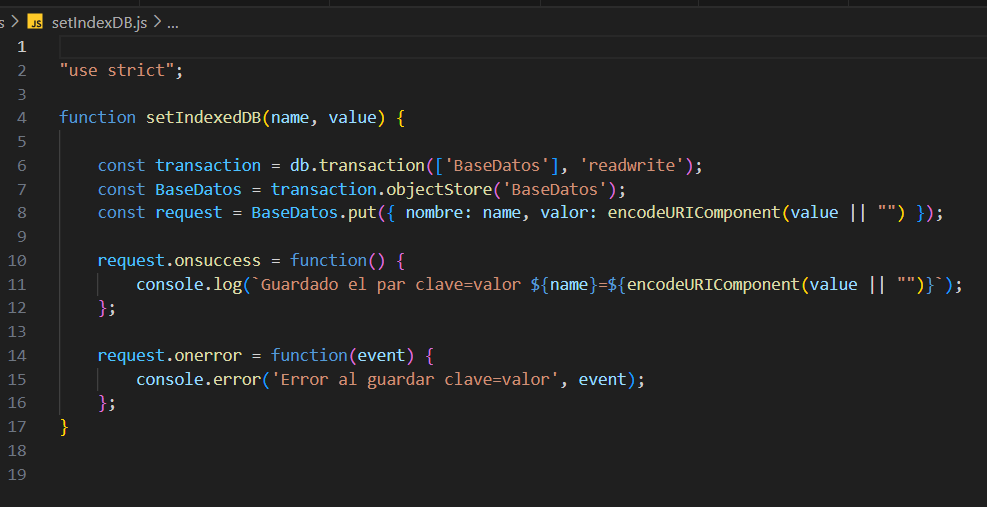 s > JS setIndexDB.js > ...
1
2 "use strict";
3
4 function setIndexedDB(name, value) {
5
6     const transaction = db.transaction(['BaseDatos'], 'readwrite');
7     const BaseDatos = transaction.objectStore('BaseDatos');
8     const request = BaseDatos.put({ nombre: name, valor: encodeURIComponent(value || "") });
9
10     request.onsuccess = function() {
11         console.log(`Guardado el par clave=valor ${name}=${encodeURIComponent(value || "")}`);
12     };
13
14     request.onerror = function(event) {
15         console.error('Error al guardar clave=valor', event);
16     };
17 }
18
19